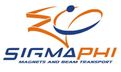 SIGMAPHI
MAGNETS AND BEAM TRANSPORT